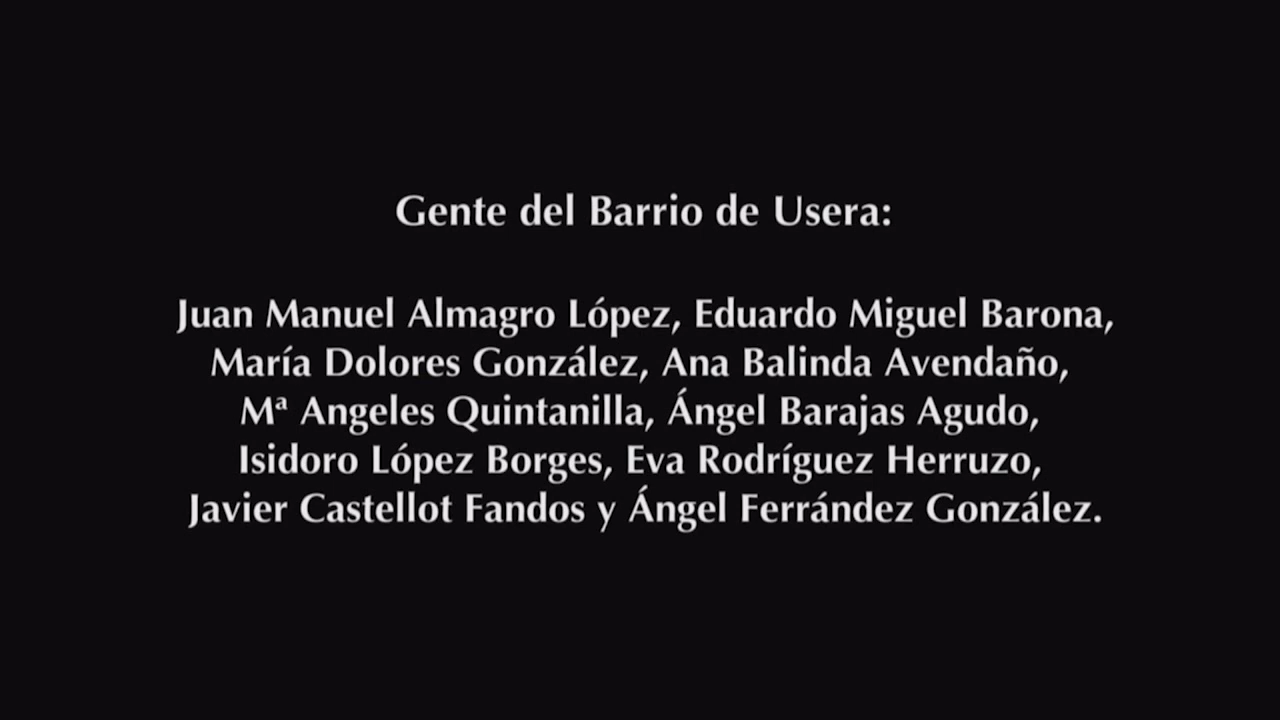 Gente del Barrio de Usera:
Juan Manuel Almagro López, Eduardo Miguel Barona,
María Dolores González, Ana Balinda Avendaño,
Mª Angeles Quintanilla, Ángel Barajas Agudo,
Isidoro López Borges, Eva Rodríguez Herruzo,
Javier Castellot Fandos y Ángel Ferrández González.